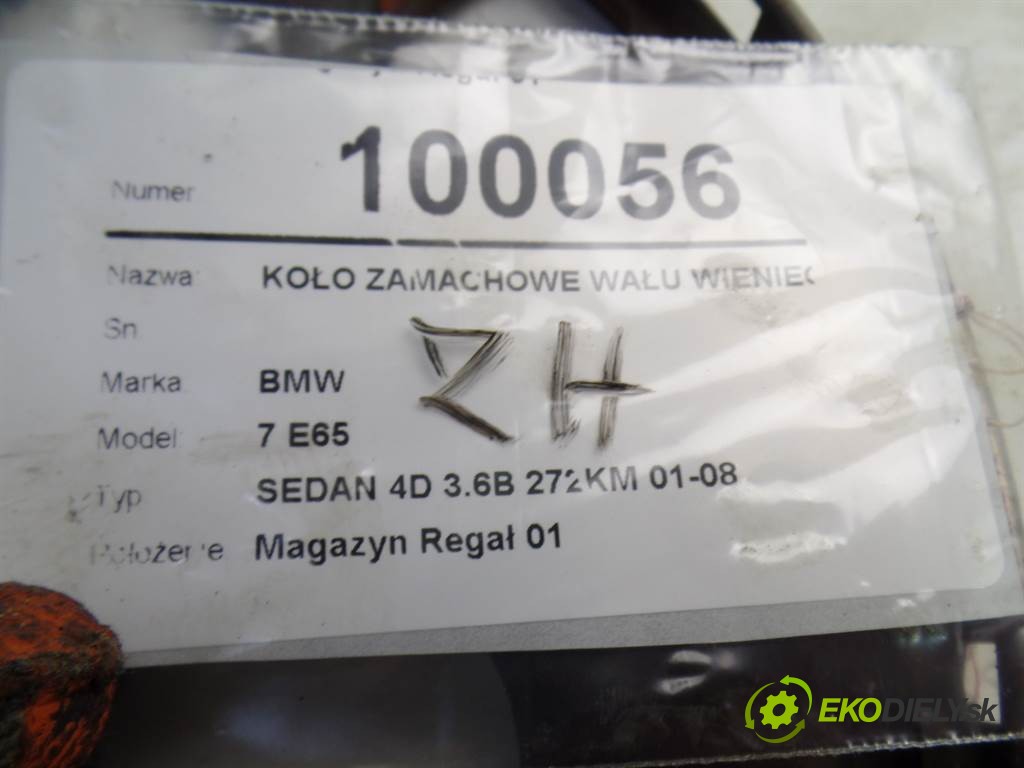 Numer 100056
Nazwa: KOŁO ZAMACHOWE WAŁU WIENIEC
Sn
ZH
Marka: BMW
Model: 7 E65
Typ SEDAN 4D 3.6B 272KM 01-08
Położenie Magazyn Regał 01
EKODIELY.sk